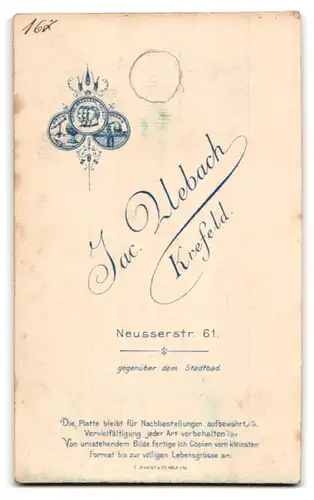 167
Jac. Uebach
Krefeld.
Neusserstr. 61.
gegenüber dem Stadtbad.
Die Platte bleibt für Nachbestellungen aufbewahrt.
Vervielfältigung jeder Art vorbehalten.
Von umstehendem Bilde fertige ich Copien vom kleinsten
Format bis zur völligen Lebensgrösse an.